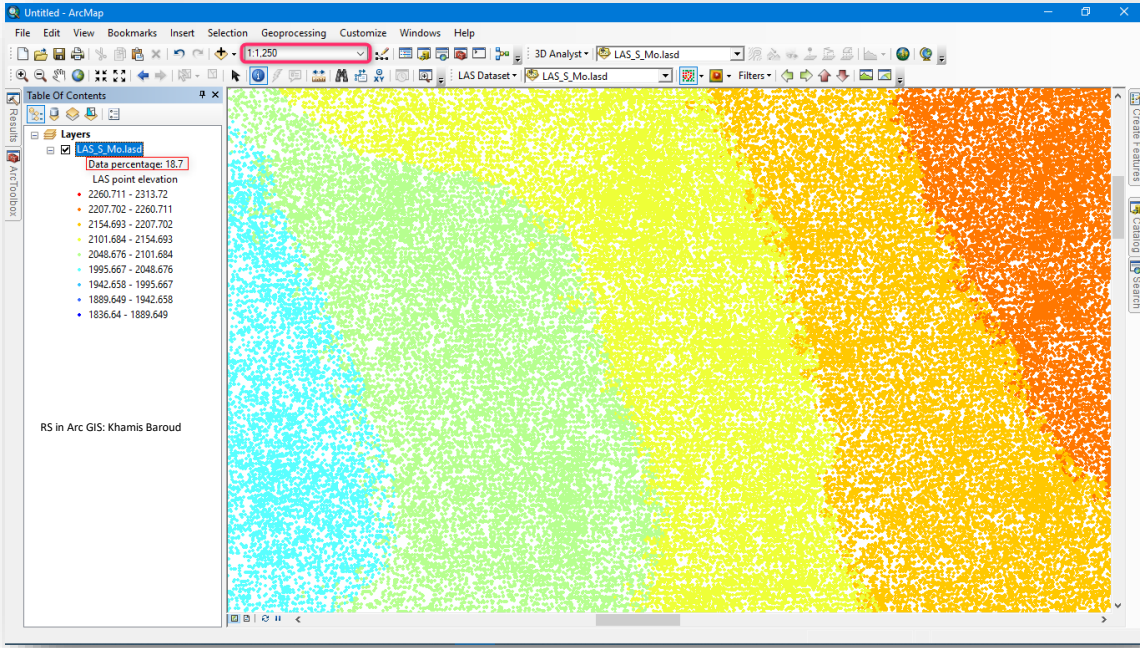 Untitled - ArcMap
File Edit View Bookmarks Insert Selection Geoprocessing Customize Windows Help
1:1,250 3D Analyst LAS_S_Mo.lasd
LAS Dataset LAS_S_Mo.lasd Filters
Table Of Contents
Results
ArcToolbox
Layers
LAS_S_Mo.lasd
Data percentage: 18.7
LAS point elevation
2260.711 - 2313.72
2207.702 - 2260.711
2154.693 - 2207.702
2101.684 - 2154.693
2048.676 - 2101.684
1995.667 - 2048.676
1942.658 - 1995.667
1889.649 - 1942.658
1836.64 - 1889.649
RS in Arc GIS: Khamis Baroud
Create Features
Catalog
Search